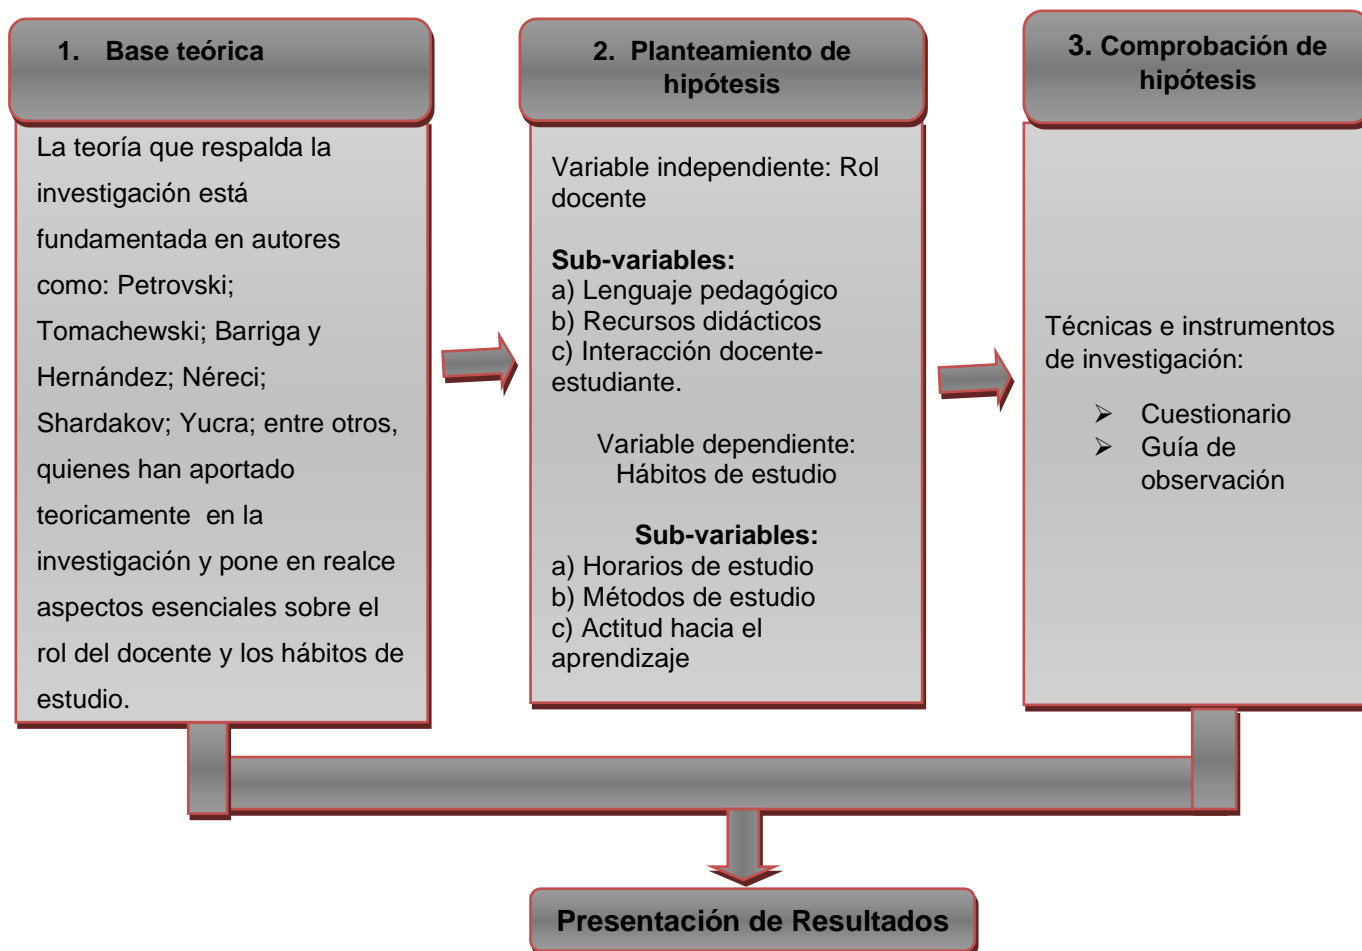 1. Base teórica
La teoría que respalda la
investigación está
fundamentada en autores
como: Petrovski;
Tomachewski; Barriga y
Hernández; Néreci;
Shardakov; Yucra; entre otros,
quienes han aportado
teoricamente en la
investigación y pone en realce
aspectos esenciales sobre el
rol del docente y los hábitos de
estudio.
2. Planteamiento de
hipótesis
Variable independiente: Rol
docente
Sub-variables:
a) Lenguaje pedagógico
b) Recursos didácticos
c) Interacción docente-
estudiante.
Variable dependiente:
Hábitos de estudio
Sub-variables:
a) Horarios de estudio
b) Métodos de estudio
c) Actitud hacia el
aprendizaje
3. Comprobación de
hipótesis
Técnicas e instrumentos
de investigación:
➢ Cuestionario
➢ Guía de
observación
Presentación de Resultados